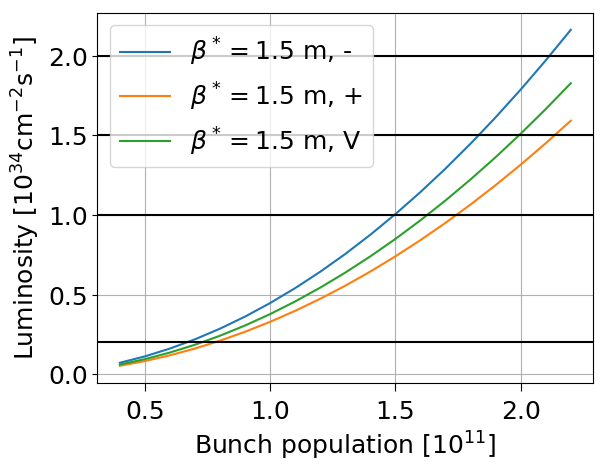 β* = 1.5 m, -
β* = 1.5 m, +
β* = 1.5 m, V
2.0
1.5
1.0
0.5
0.0
Luminosity [10³⁴cm⁻²s⁻¹]
0.5 1.0 1.5 2.0
Bunch population [10¹¹]